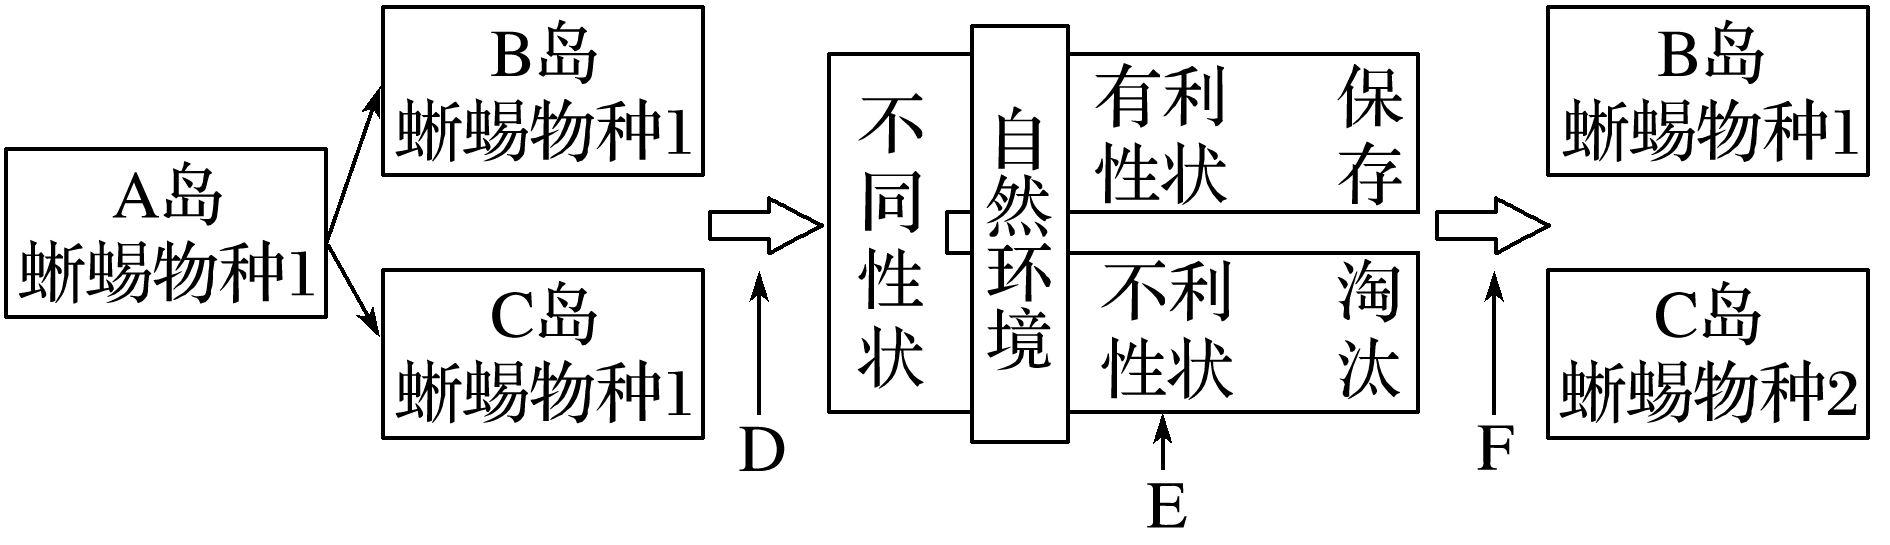 A岛
蜥蜴物种1
B岛
蜥蜴物种1
C岛
蜥蜴物种1
D
不同性状
自然环境
有利 保
性状 存
不利 淘
性状 汰
E
F
B岛
蜥蜴物种1
C岛
蜥蜴物种2